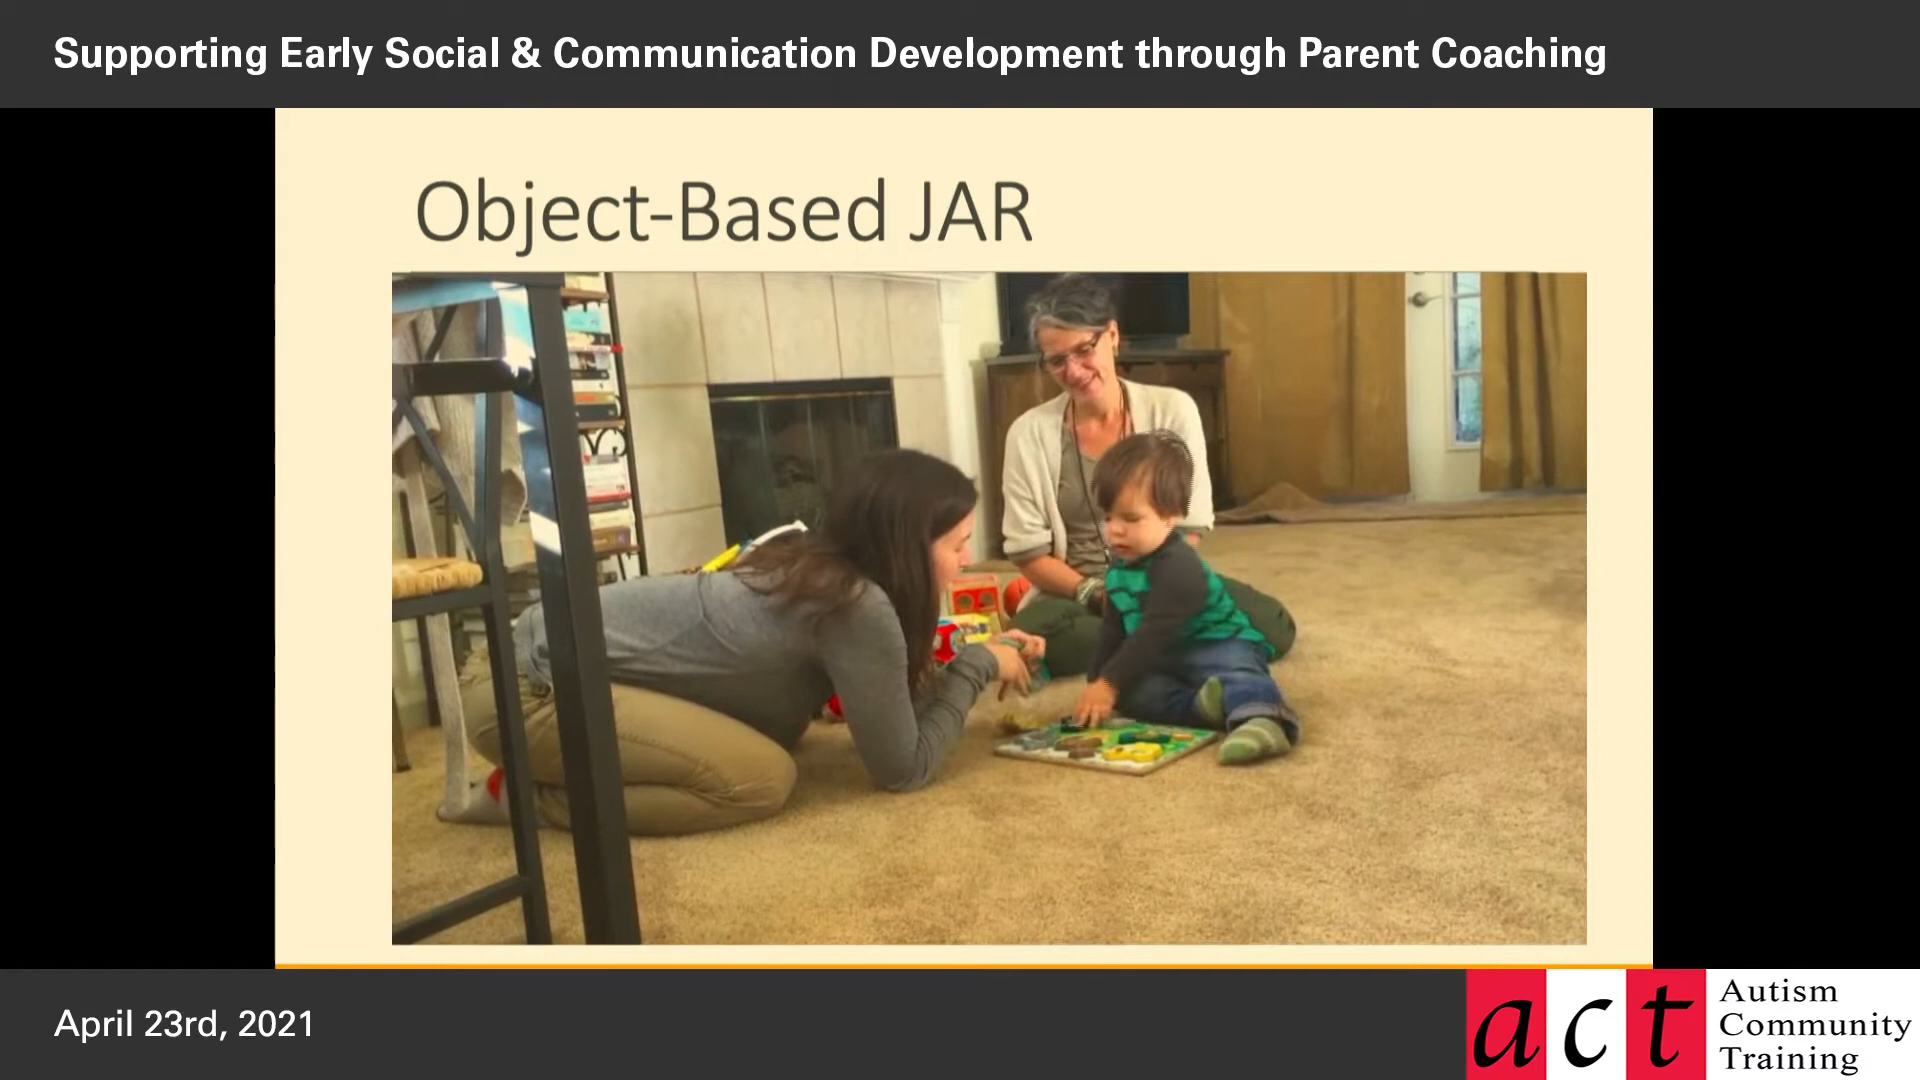 Supporting Early Social & Communication Development through Parent Coaching
Object-Based JAR
April 23rd, 2021
act
Autism
Community
Training